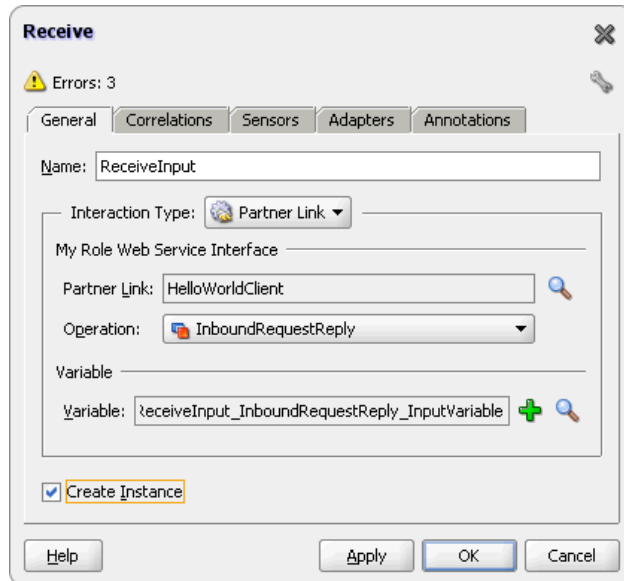 Receive
Errors: 3
General Correlations Sensors Adapters Annotations
Name: ReceiveInput
Interaction Type: Partner Link
My Role Web Service Interface
Partner Link: HelloWorldClient
Operation: InboundRequestReply
Variable
Variable: ReceiveInput_InboundRequestReply_InputVariable
Create Instance
Help Apply OK Cancel